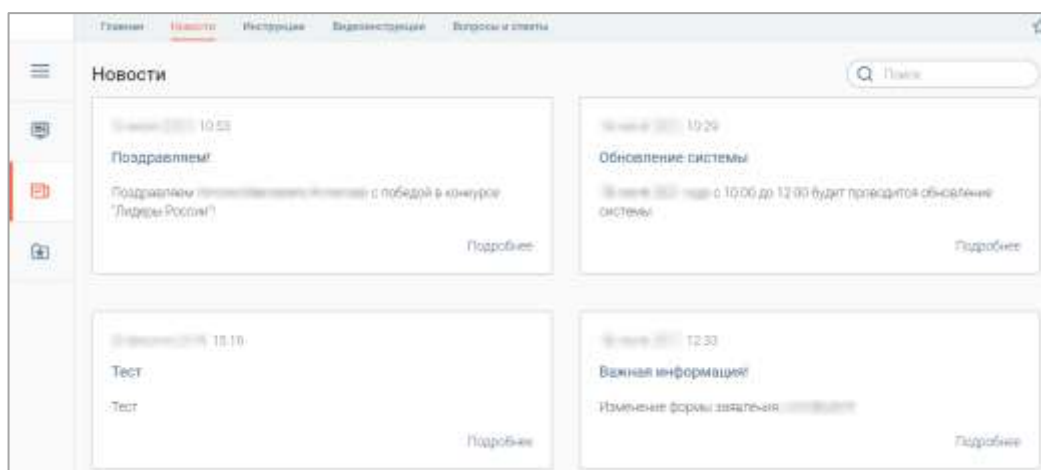 Главная Новости Инструкции Видеоинструкции Вопросы и ответы
Новости
Поиск
10:53
Поздравляем!
Поздравляем с победой в конкурсе
"Лидеры России"!
Подробнее
10:29
Обновление системы
года с 10:00 до 12:00 будит проводится обновление
системы
Подробнее
15:16
Тест
Тест
Подробнее
12:33
Важная информация!
Изменение формы заявления
Подробнее